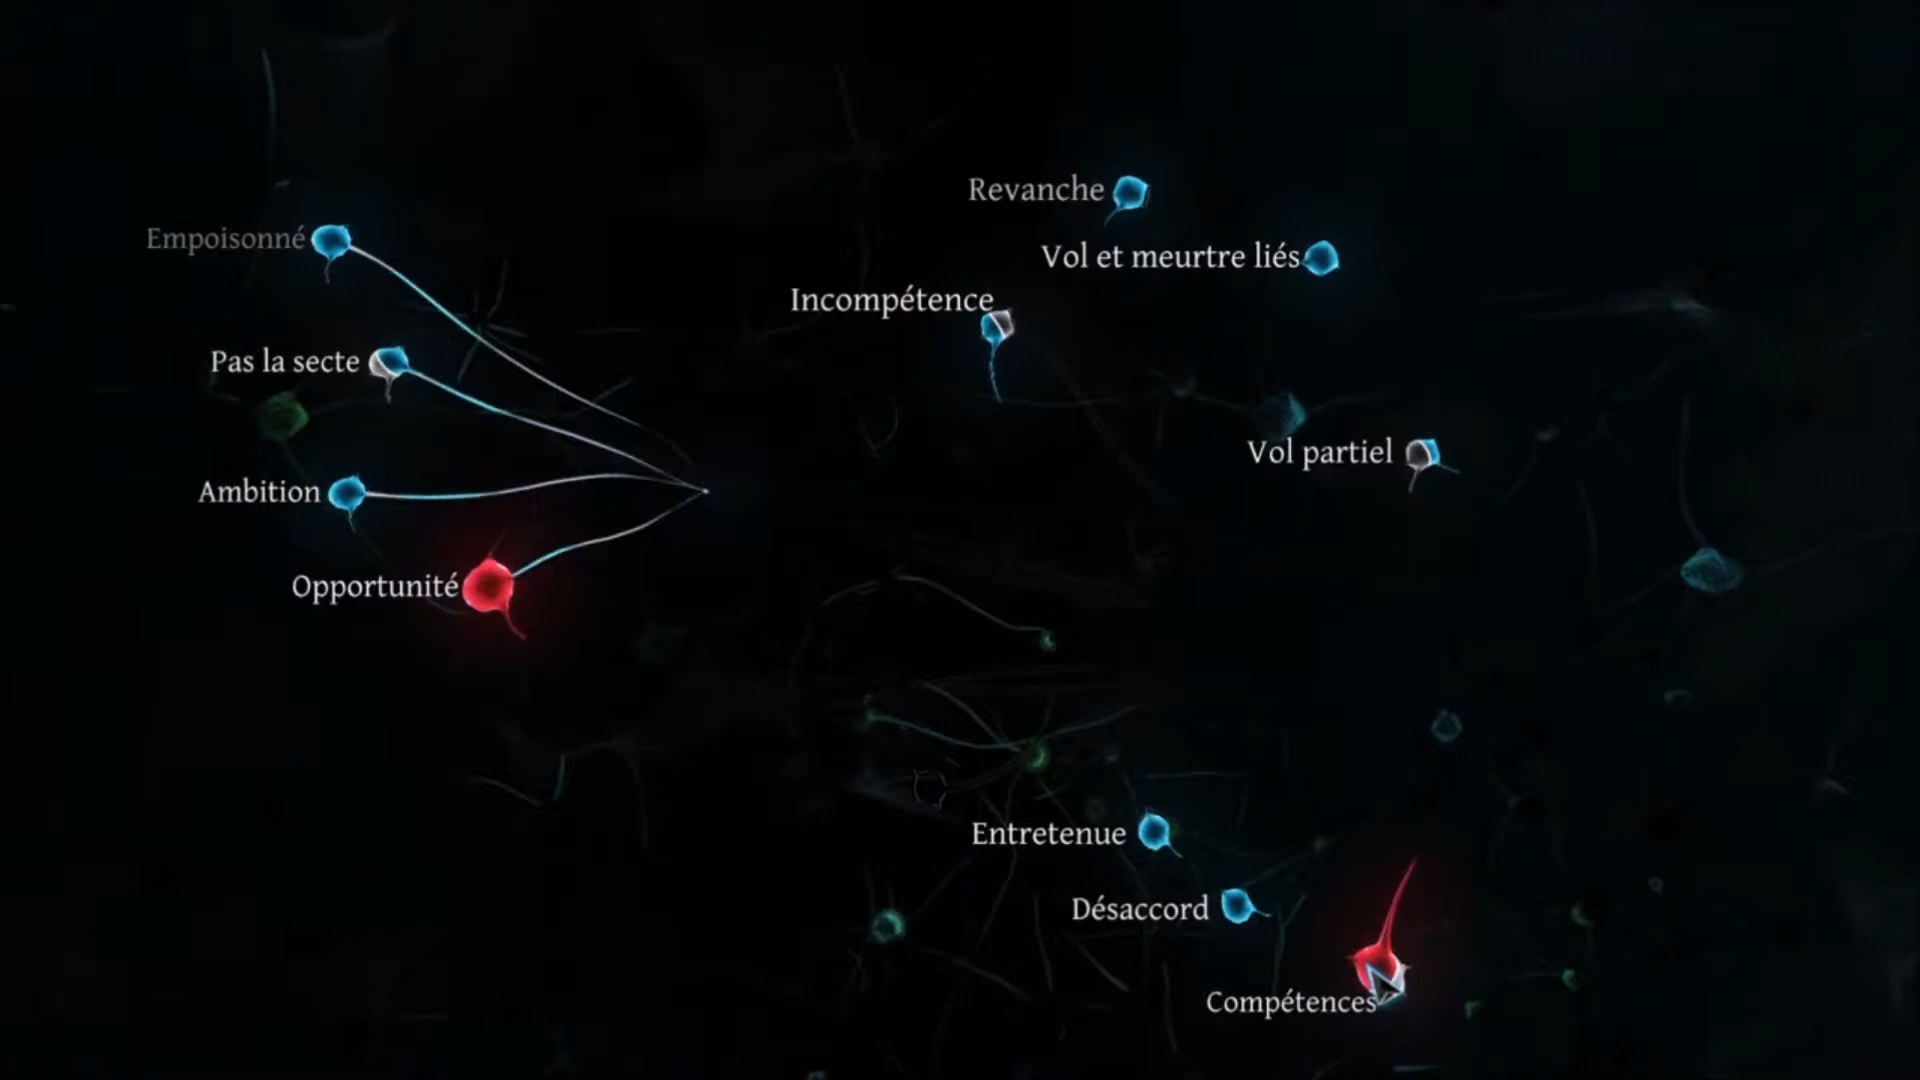 Revanche
Empoisonné
Vol et meurtre liés
Incompétence
Pas la secte
Vol partiel
Ambition
Opportunité
Entretenue
Désaccord
Compétences